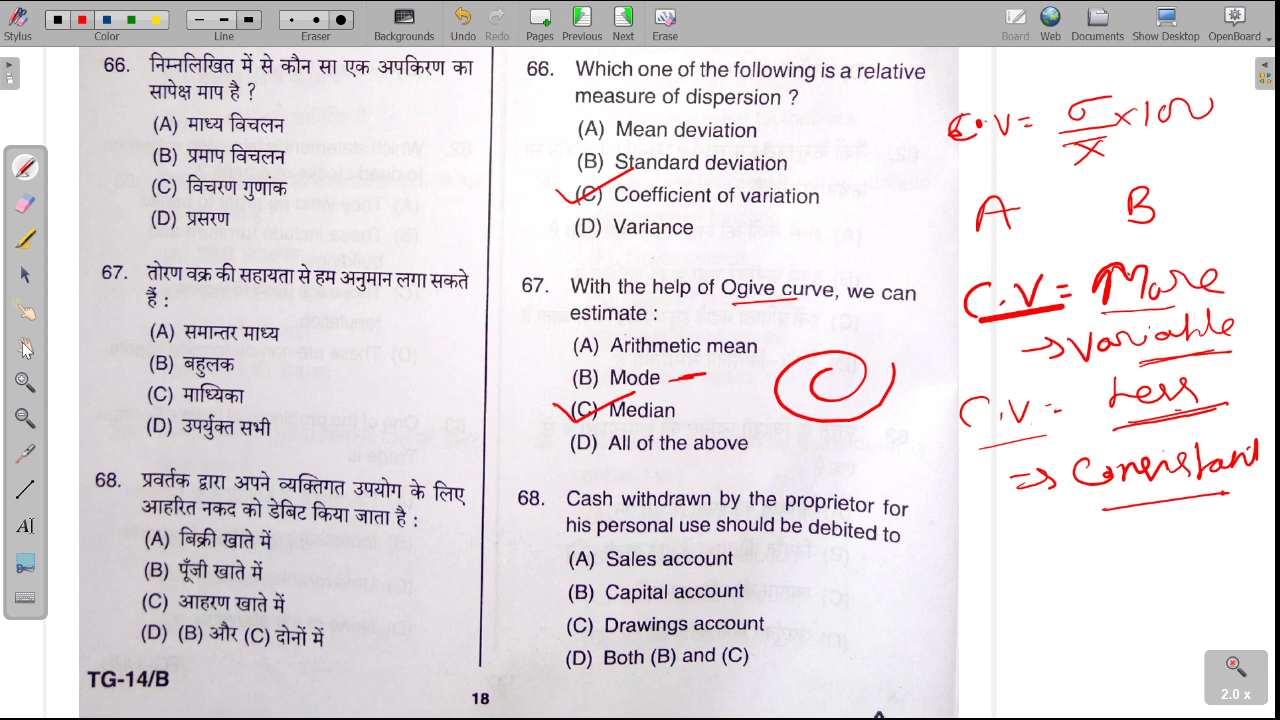 Stylus
Line
Eraser
Backgrounds
Undo
Redo
Pages
Previous
Next
Erase
Board
Web
Documents
Show Desktop
OpenBoard
66. निम्नलिखित में से कौन सा एक अपकिरण का
सापेक्ष माप है ?
(A) माध्य विचलन
(B) प्रमाप विचलन
(C) विचरण गुणांक
(D) प्रसरण
67. तोरण वक्र की सहायता से हम अनुमान लगा सकते
हैं :
(A) समान्तर माध्य
(B) बहुलक
(C) माध्यिका
(D) उपर्युक्त सभी
68. प्रवर्तक द्वारा अपने व्यक्तिगत उपयोग के लिए
आहरित नकद को डेबिट किया जाता है :
(A) बिक्री खाते में
(B) पूँजी खाते में
(C) आहरण खाते में
(D) (B) और (C) दोनों में
TG-14/B
18
66. Which one of the following is a relative
measure of dispersion ?
(A) Mean deviation
(B) Standard deviation
(C) Coefficient of variation
(D) Variance
67. With the help of Ogive curve, we can
estimate :
(A) Arithmetic mean
(B) Mode
(C) Median
(D) All of the above
68. Cash withdrawn by the proprietor for
his personal use should be debited to
(A) Sales account
(B) Capital account
(C) Drawings account
(D) Both (B) and (C)
C.V = σ/x̄ × 100
A B
C.V = More
→ Variable
C.V = Less
⇒ Consistant
2.0 x